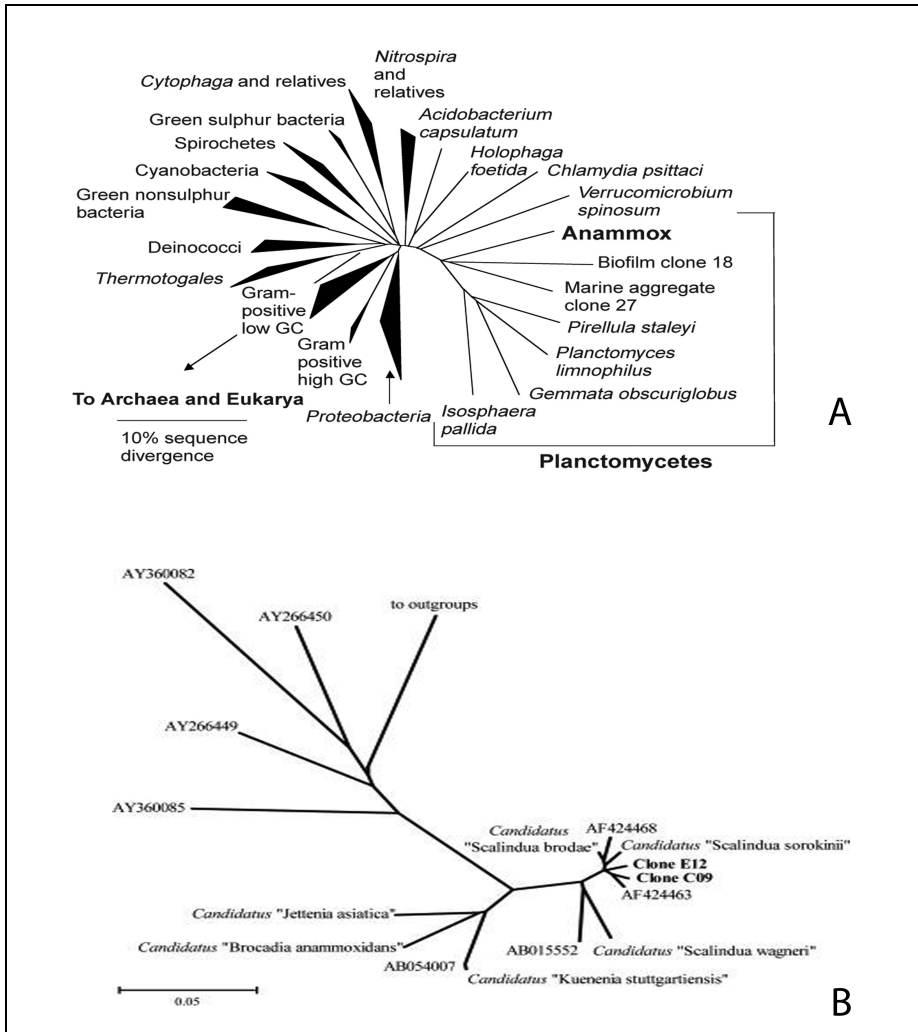 Nitrospira
and
relatives
Cytophaga and relatives
Green sulphur bacteria
Spirochetes
Cyanobacteria
Green nonsulphur
bacteria
Deinococci
Thermotogales
Gram-
positive
low GC
Gram
positive
high GC
To Archaea and Eukarya
10% sequence
divergence
Proteobacteria
Acidobacterium
capsulatum
Holophaga
foetida
Chlamydia psittaci
Verrucomicrobium
spinosum
Anammox
Biofilm clone 18
Marine aggregate
clone 27
Pirellula staleyi
Planctomyces
limnophilus
Gemmata obscuriglobus
Isosphaera
pallida
Planctomycetes
A
AY360082
AY266450
to outgroups
AY266449
AY360085
Candidatus
"Scalindua brodae"
AF424468
Candidatus "Scalindua sorokinii"
Clone E12
Clone C09
AF424463
Candidatus "Jettenia asiatica"
Candidatus "Brocadia anammoxidans"
AB054007
Candidatus "Kuenenia stuttgartiensis"
AB015552
Candidatus "Scalindua wagneri"
0.05
B